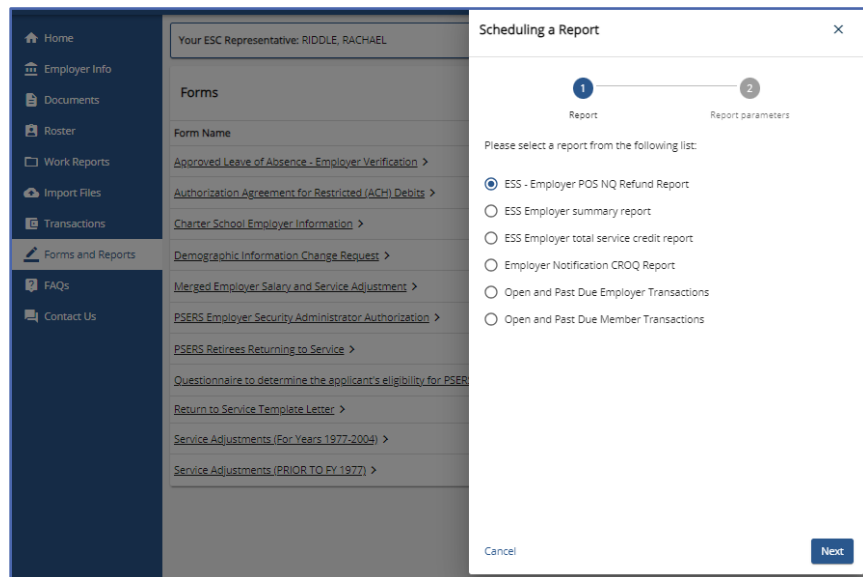 Home
Employer Info
Documents
Roster
Work Reports
Import Files
Transactions
Forms and Reports
FAQs
Contact Us
Your ESC Representative: RIDDLE, RACHAEL
Forms
Form Name
Approved Leave of Absence - Employer Verification >
Authorization Agreement for Restricted (ACH) Debits >
Charter School Employer Information >
Demographic Information Change Request >
Merged Employer Salary and Service Adjustment >
PSERS Employer Security Administrator Authorization >
PSERS Retirees Returning to Service >
Questionnaire to determine the applicant's eligibility for PSERS
Return to Service Template Letter >
Service Adjustments (For Years 1977-2004) >
Service Adjustments (PRIOR TO FY 1977) >
Scheduling a Report
1
2
Report
Report parameters
Please select a report from the following list:
ESS - Employer POS NQ Refund Report
ESS Employer summary report
ESS Employer total service credit report
Employer Notification CROQ Report
Open and Past Due Employer Transactions
Open and Past Due Member Transactions
Cancel
Next